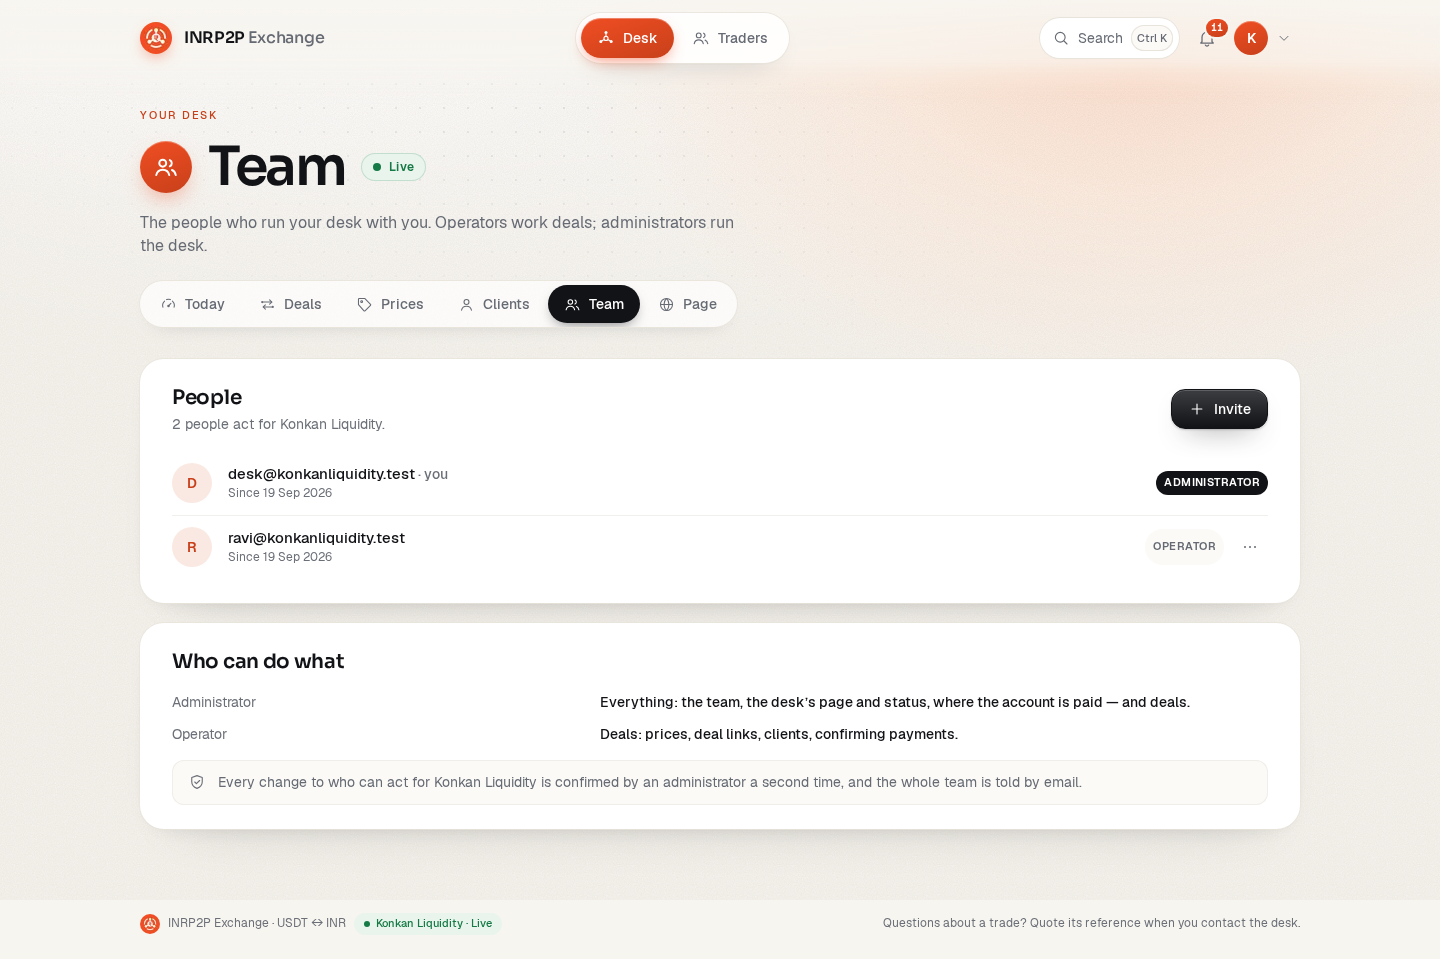 INRP2P Exchange
Desk
Traders
Search Ctrl K
11
K
YOUR DESK
Team
Live
The people who run your desk with you. Operators work deals; administrators run
the desk.
Today
Deals
Prices
Clients
Team
Page
People
2 people act for Konkan Liquidity.
Invite
D
desk@konkanliquidity.test · you
Since 19 Sep 2026
ADMINISTRATOR
R
ravi@konkanliquidity.test
Since 19 Sep 2026
OPERATOR
Who can do what
Administrator
Everything: the team, the desk's page and status, where the account is paid — and deals.
Operator
Deals: prices, deal links, clients, confirming payments.
Every change to who can act for Konkan Liquidity is confirmed by an administrator a second time, and the whole team is told by email.
INRP2P Exchange · USDT ↔ INR
Konkan Liquidity · Live
Questions about a trade? Quote its reference when you contact the desk.